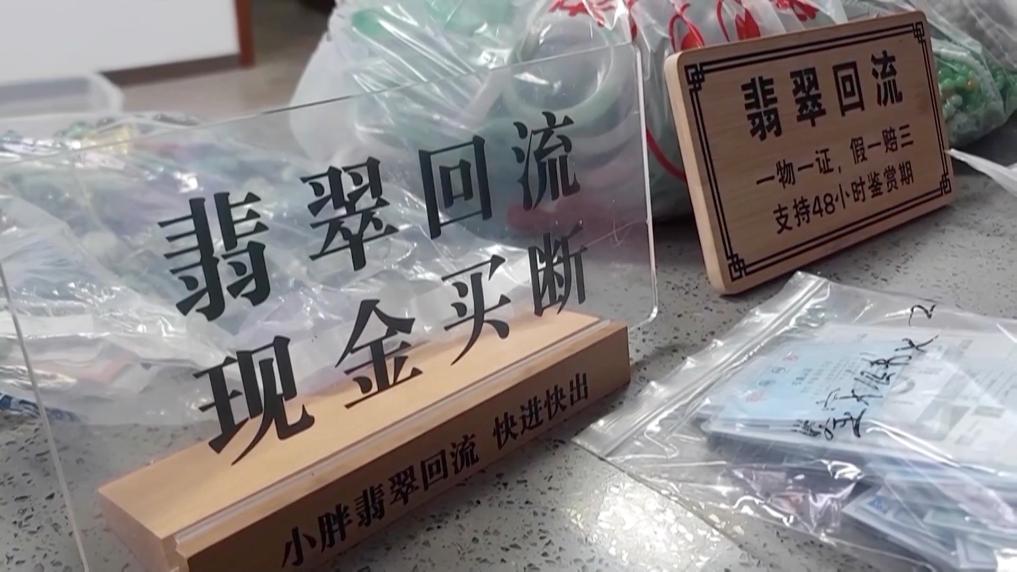 翡翠回流
现金买断
小胖翡翠回流 快进快出
翡翠回流
一物一证，假一赔三
支持48小时鉴赏期